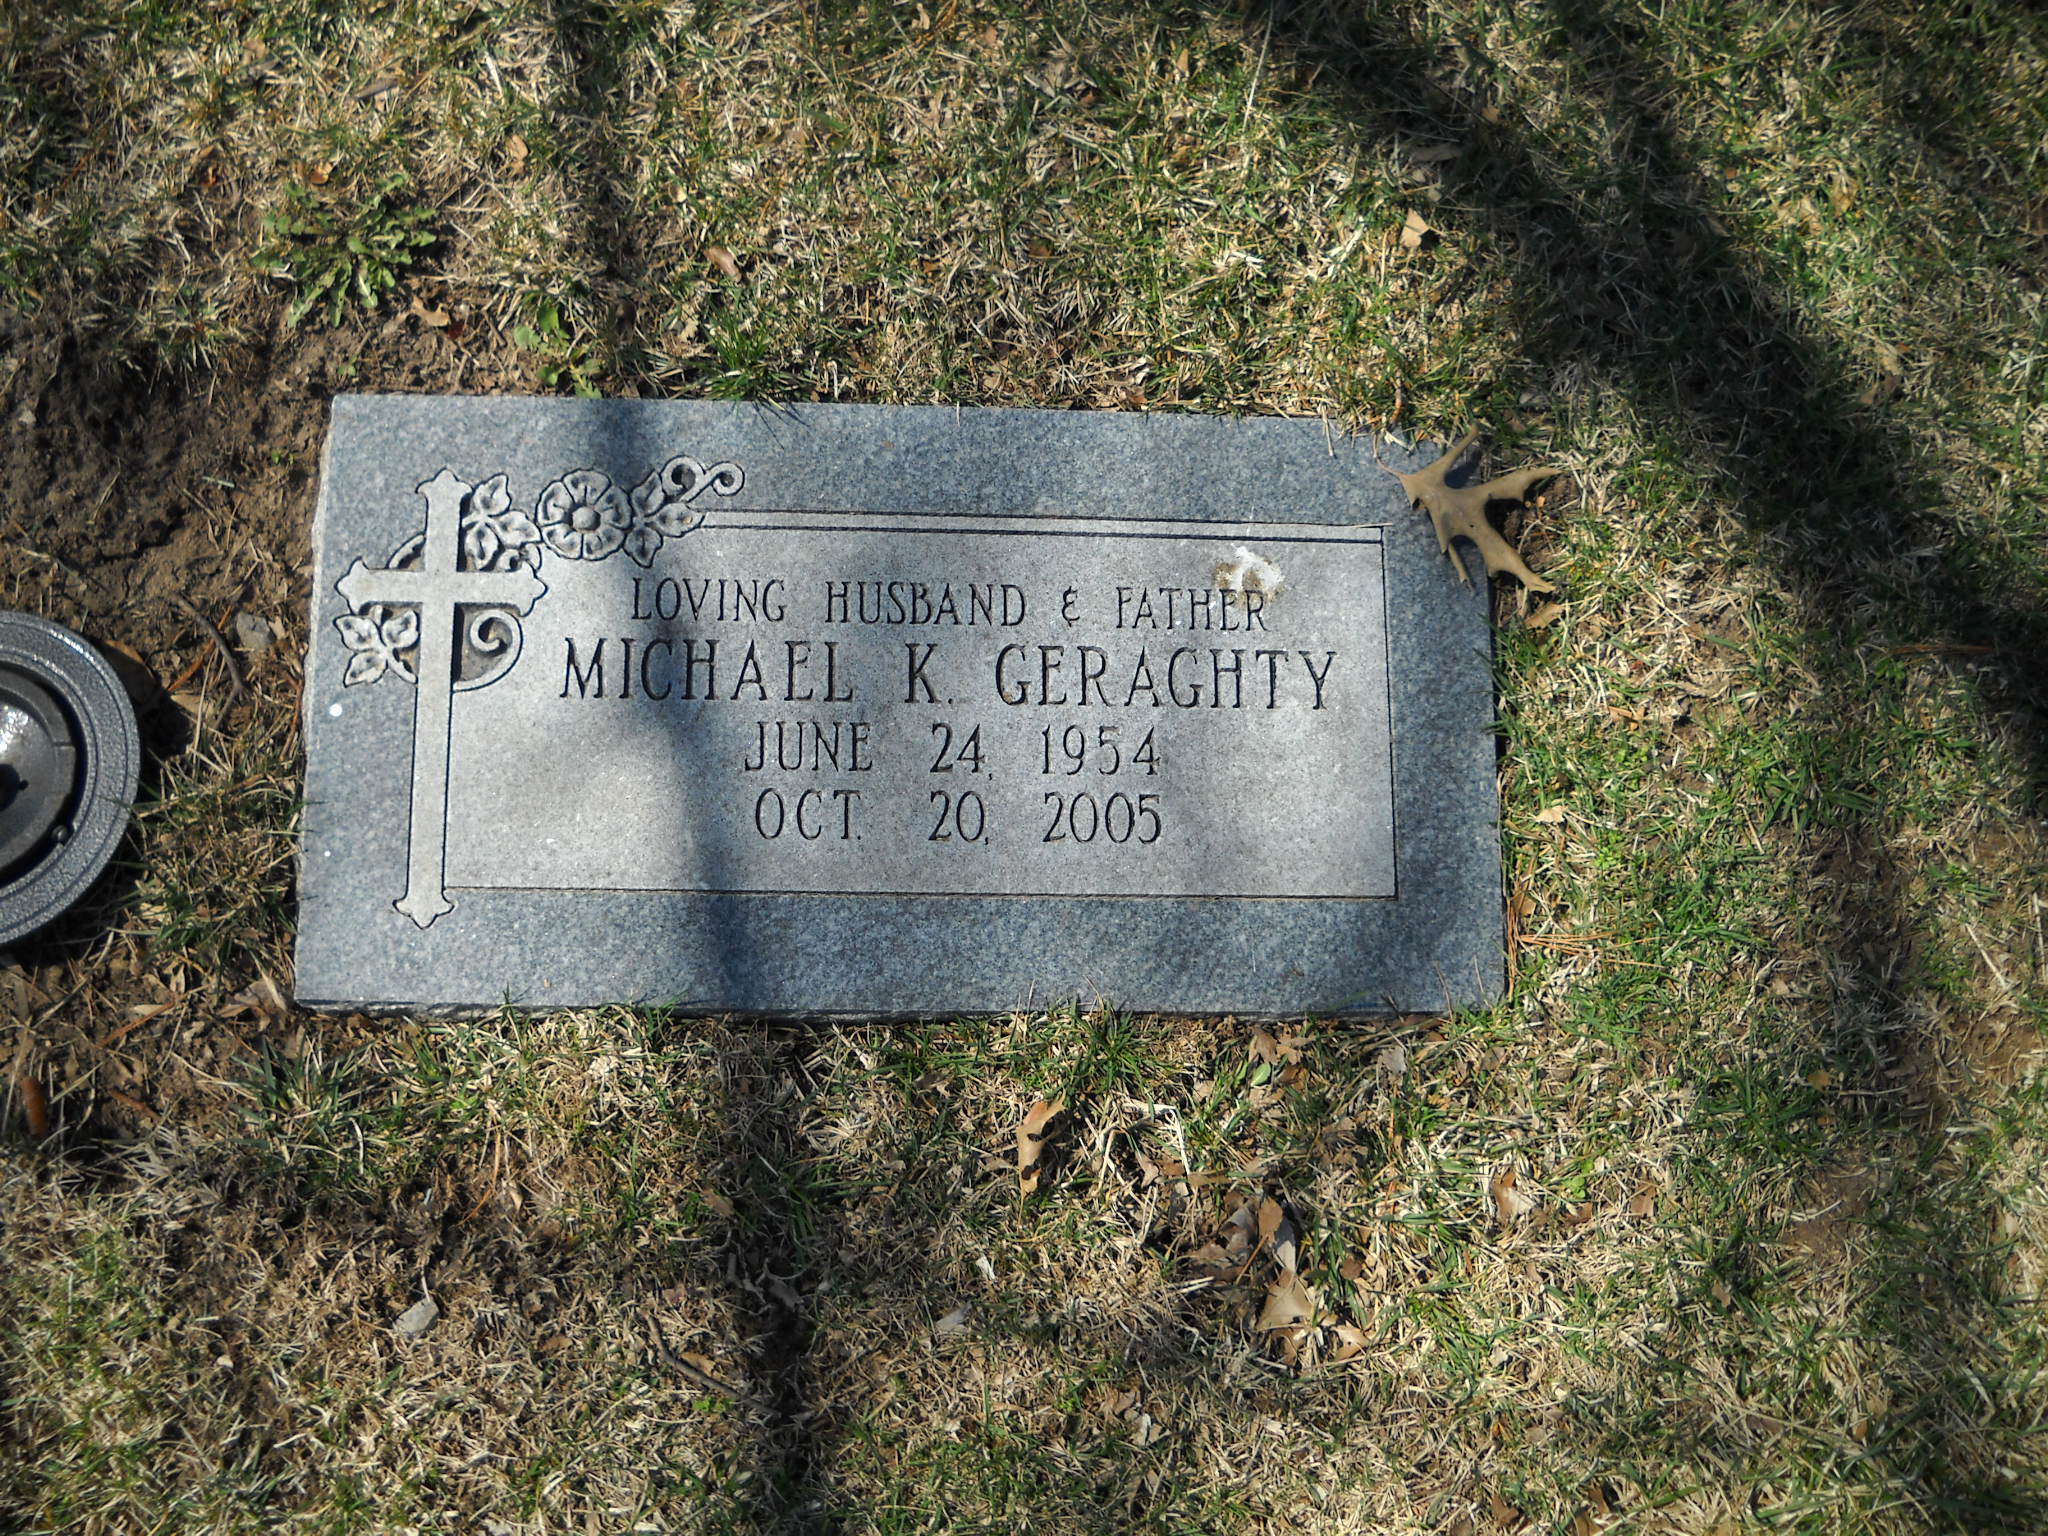 LOVING HUSBAND & FATHER
MICHAEL K. GERAGHTY
JUNE 24, 1954
OCT. 20, 2005